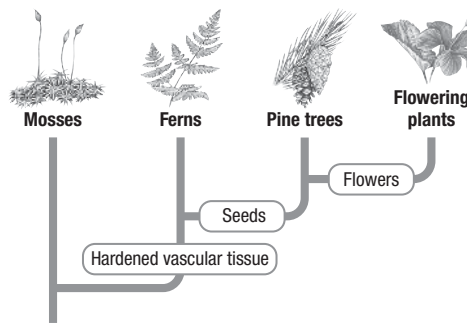 Mosses
Ferns
Pine trees
Flowering
plants
Flowers
Seeds
Hardened vascular tissue